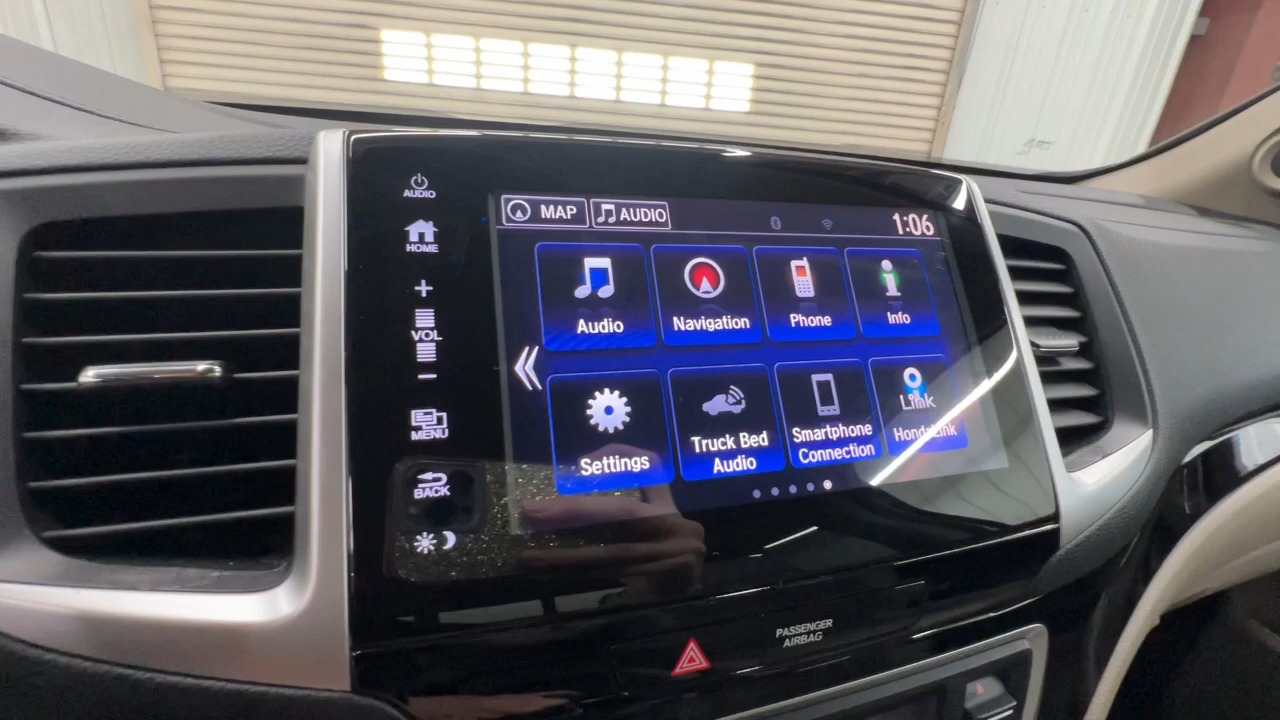 AUDIO
HOME
+
VOL
−
MENU
BACK
MAP
AUDIO
1:06
Audio
Navigation
Phone
Info
Settings
Truck Bed
Audio
Smartphone
Connection
Link
HondaLink
PASSENGER
AIRBAG